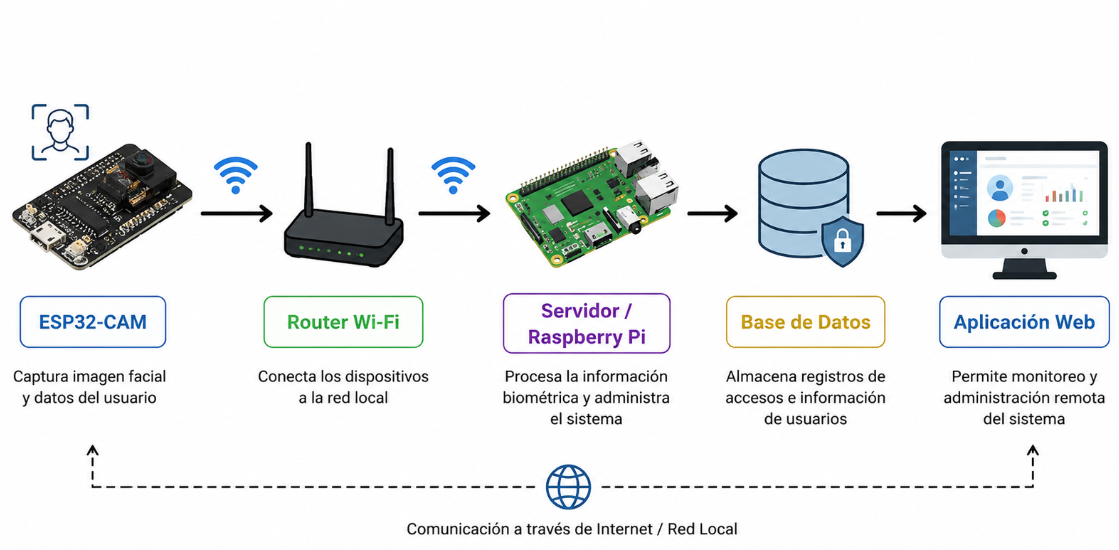 ESP32-CAM
Captura imagen facial
y datos del usuario
Router Wi-Fi
Conecta los dispositivos
a la red local
Servidor /
Raspberry Pi
Procesa la información
biométrica y administra
el sistema
Base de Datos
Almacena registros de
accesos e información
de usuarios
Aplicación Web
Permite monitoreo y
administración remota
del sistema
Comunicación a través de Internet / Red Local